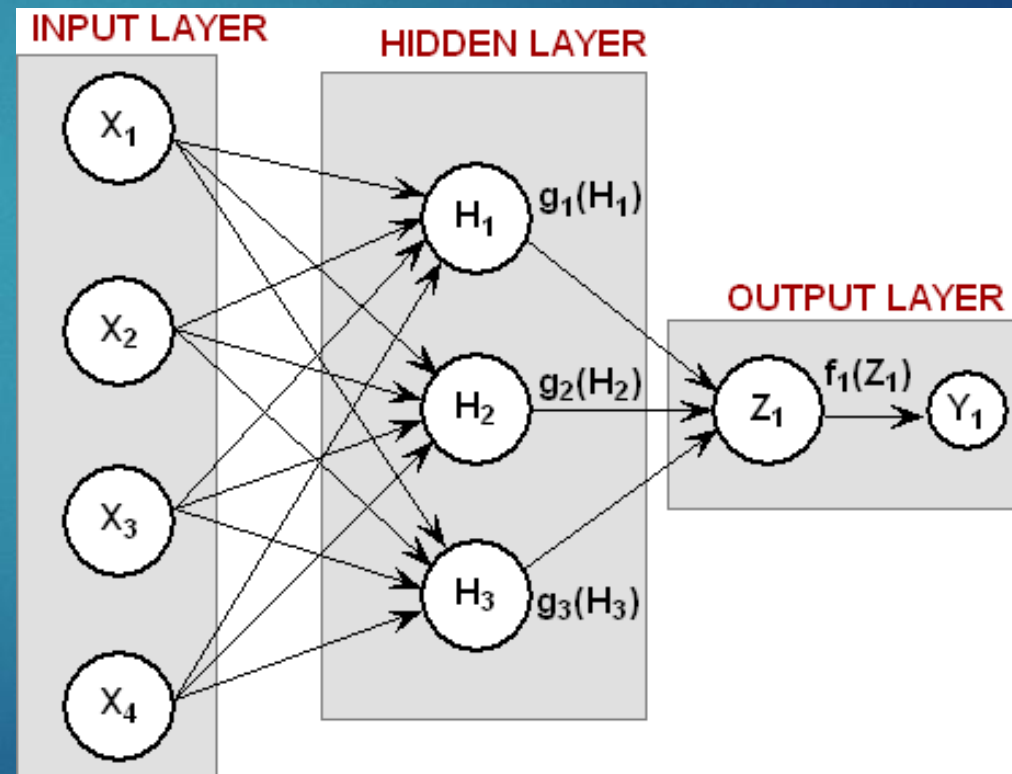 INPUT LAYER
HIDDEN LAYER
X₁
H₁
g₁(H₁)
X₂
OUTPUT LAYER
H₂
g₂(H₂)
Z₁
f₁(Z₁)
Y₁
X₃
H₃
g₃(H₃)
X₄